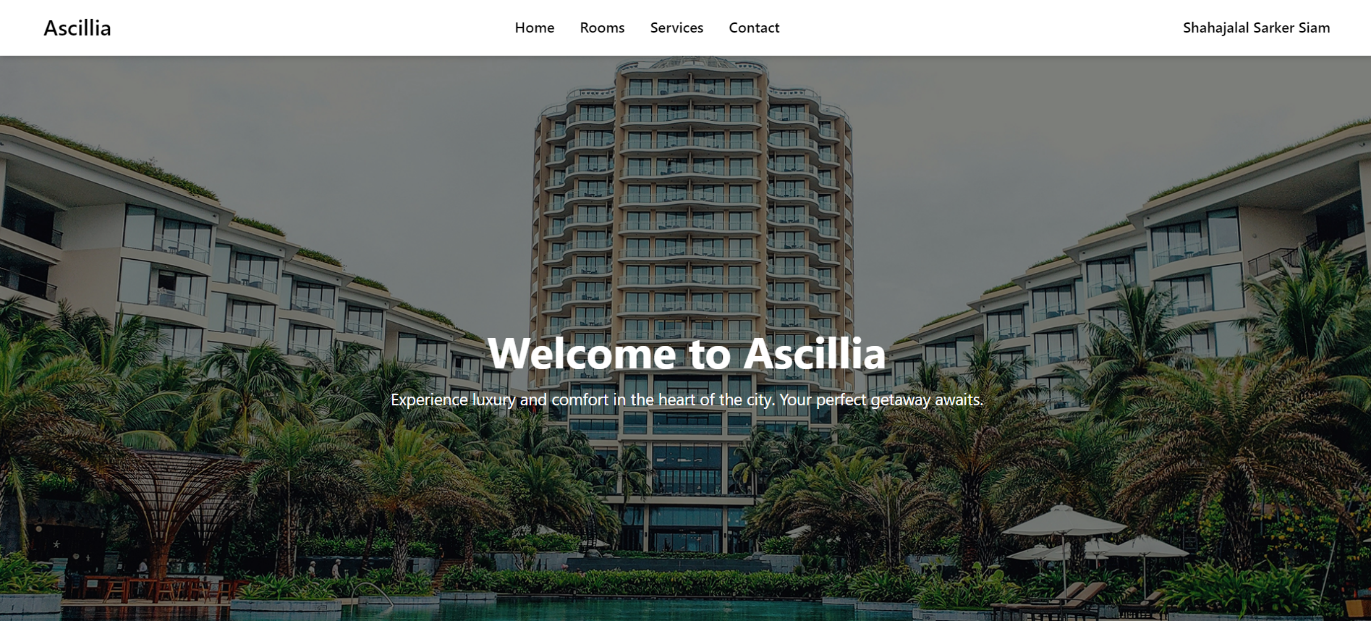 Ascillia
Home Rooms Services Contact
Shahajalal Sarker Siam
Welcome to Ascillia
Experience luxury and comfort in the heart of the city. Your perfect getaway awaits.